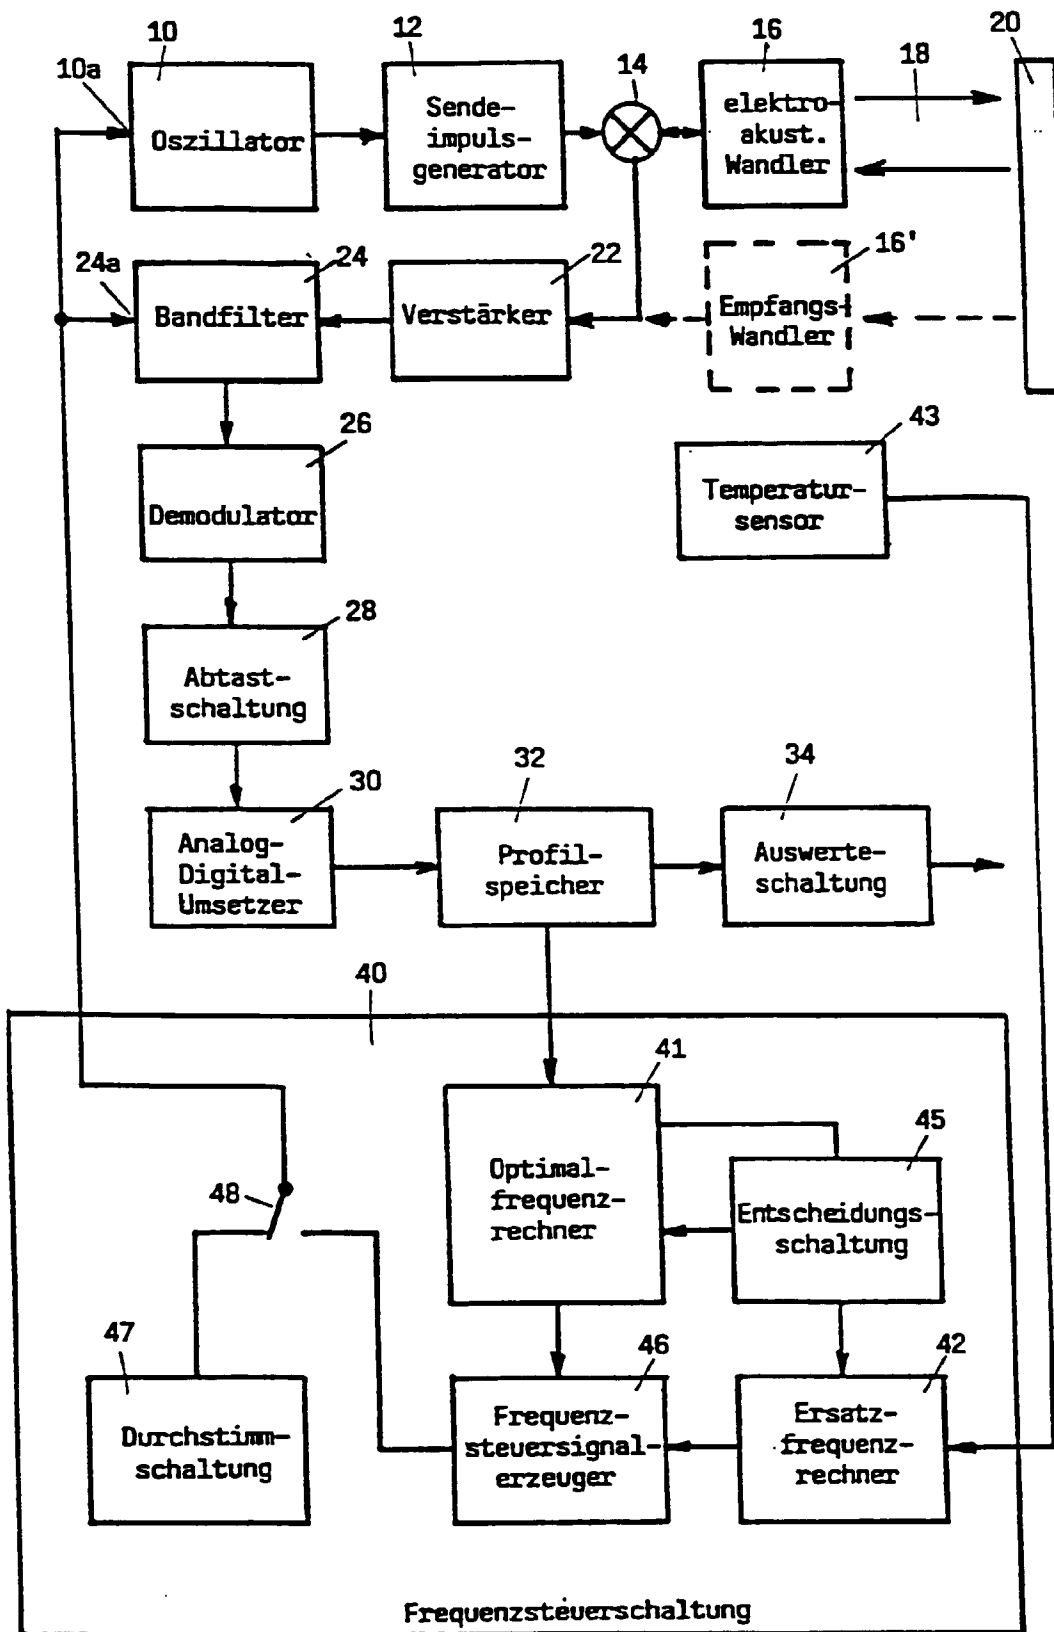 10
12
14
16
18
20
10a
Oszillator
Sende-
impuls-
generator
elektro-
akust.
Wandler
24a
24
Bandfilter
22
Verstärker
16'
Empfangs-
Wandler
26
Demodulator
43
Temperatur-
sensor
28
Abtast-
schaltung
30
Analog-
Digital-
Umsetzer
32
Profil-
speicher
34
Auswerte-
schaltung
40
41
Optimal-
frequenz-
rechner
45
Entscheidungs-
schaltung
48
47
Durchstimm-
schaltung
46
Frequenz-
steuersignal-
erzeuger
42
Ersatz-
frequenz-
rechner
Frequenzsteuerschaltung